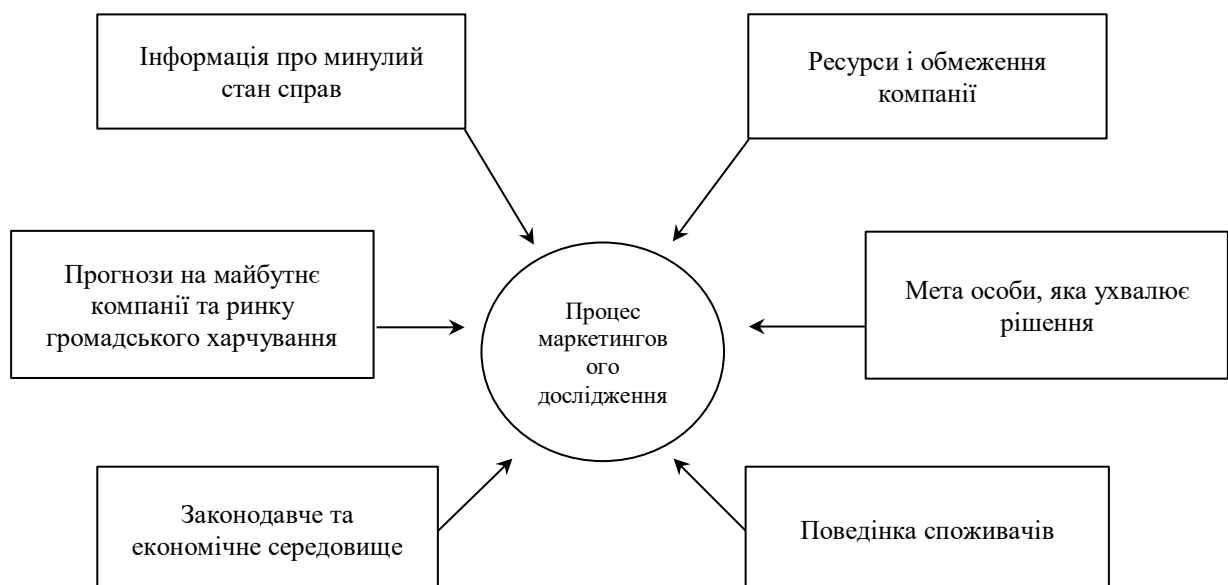 Інформація про минулий
стан справ
Ресурси і обмеження
компанії
Прогнози на майбутнє
компанії та ринку
громадського харчування
Процес
маркетингов
ого
дослідження
Мета особи, яка ухвалює
рішення
Законодавче та
економічне середовище
Поведінка споживачів